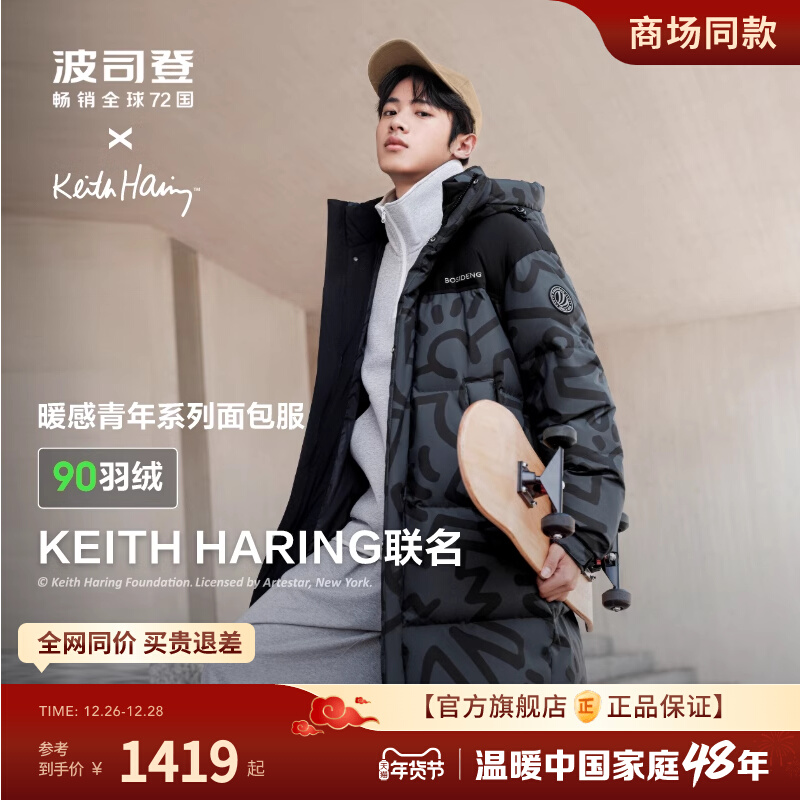 商场同款
波司登
畅销全球72国
X
Keith Haring™
BOSIDENG
暖感青年系列面包服
90羽绒
KEITH HARING联名
© Keith Haring Foundation. Licensed by Artestar, New York.
全网同价 买贵退差
TIME: 12.26-12.28
【官方旗舰店 正 正品保证】
参考
到手价 ¥ 1419 起
天猫 年货节
温暖中国家庭48年